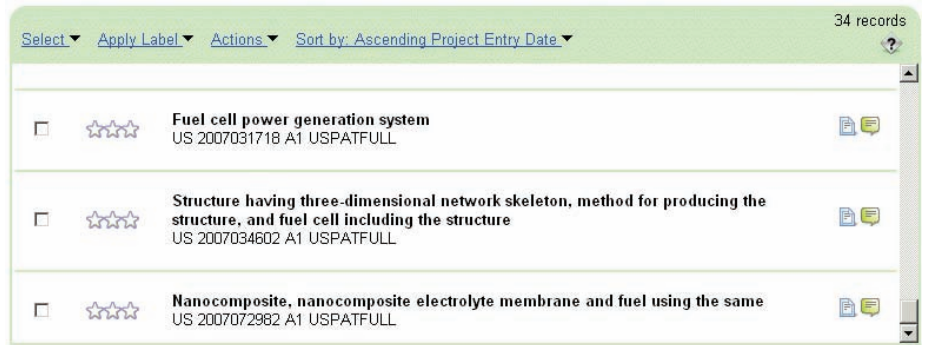 34 records
Select Apply Label Actions Sort by: Ascending Project Entry Date
?
Fuel cell power generation system
US 2007031718 A1 USPATFULL
Structure having three-dimensional network skeleton, method for producing the
structure, and fuel cell including the structure
US 2007034602 A1 USPATFULL
Nanocomposite, nanocomposite electrolyte membrane and fuel using the same
US 2007072982 A1 USPATFULL